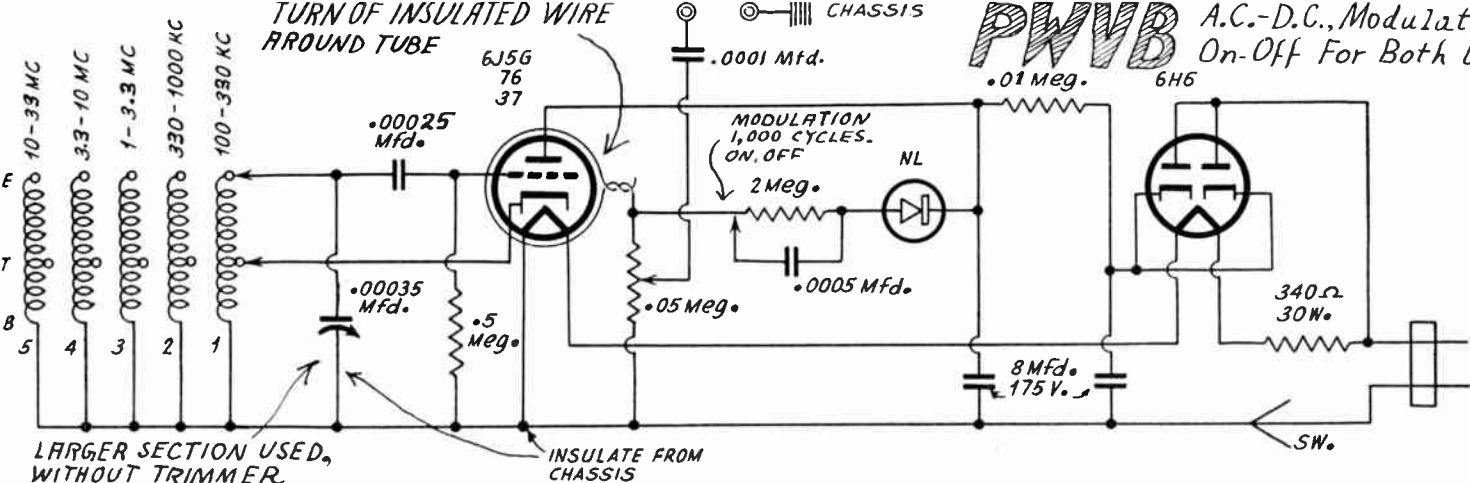 TURN OF INSULATED WIRE
AROUND TUBE
CHASSIS
PWVB
A.C.-D.C., Modulat
On-Off For Both
10-33 MC
3.3-10 MC
1-3.3 MC
330-1000 KC
100-330 KC
6J5G
76
37
.0001 Mfd.
.01 Meg.
6H6
.00025
Mfd.
MODULATION
1,000 CYCLES.
ON, OFF
NL
2 Meg.
E
T
B
.00035
Mfd.
.5
Meg.
.0005 Mfd.
.05 Meg.
340Ω
30W.
5
4
3
2
1
8 Mfd.
175 V.
SW.
LARGER SECTION USED,
WITHOUT TRIMMER
INSULATE FROM
CHASSIS